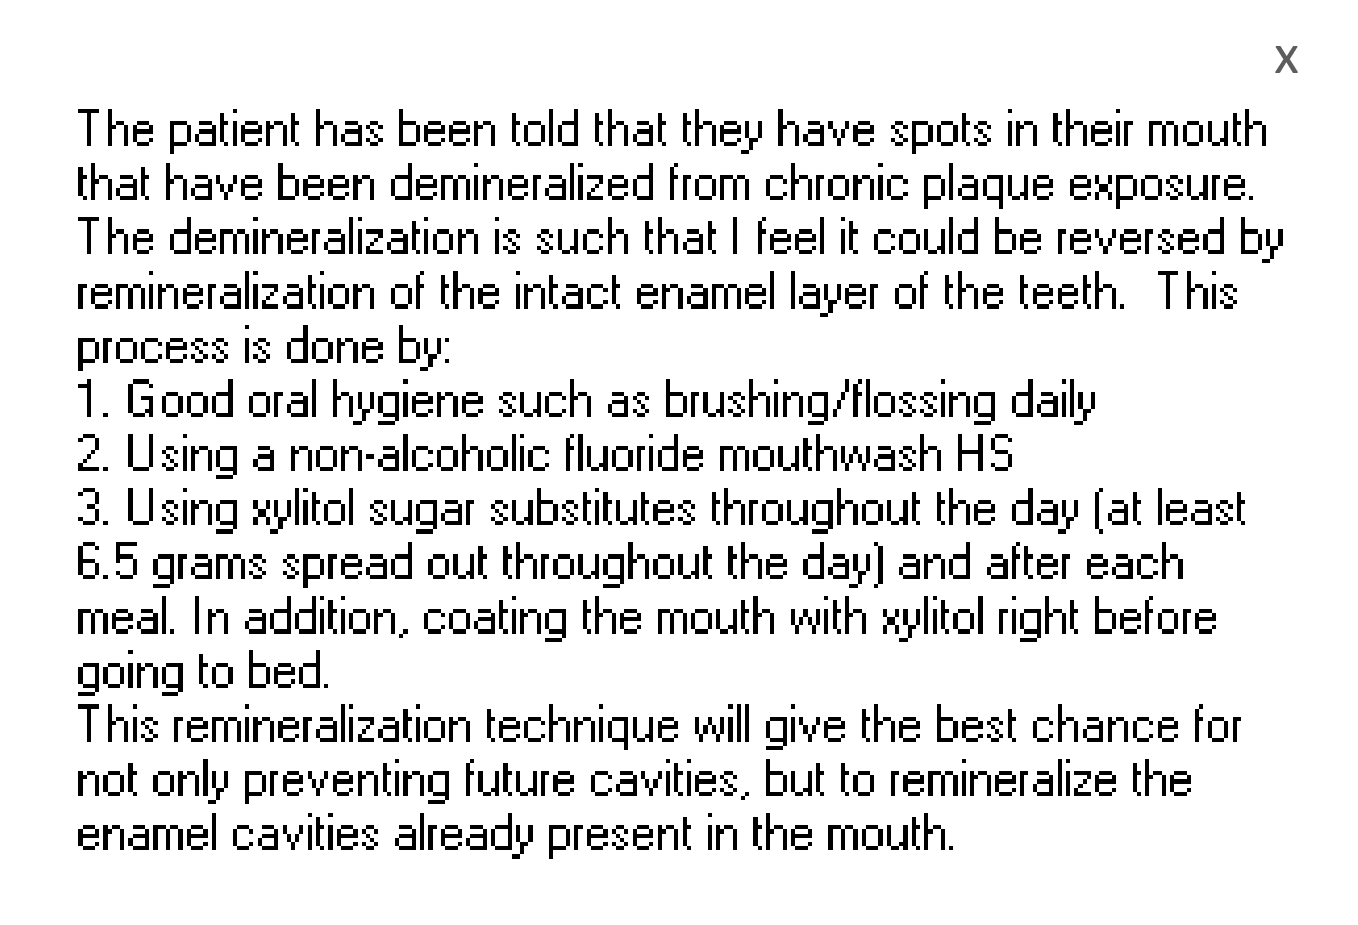 X
The patient has been told that they have spots in their mouth
that have been demineralized from chronic plaque exposure.
The demineralization is such that I feel it could be reversed by
remineralization of the intact enamel layer of the teeth.  This
process is done by:
1. Good oral hygiene such as brushing/flossing daily
2. Using a non-alcoholic fluoride mouthwash HS
3. Using xylitol sugar substitutes throughout the day (at least
6.5 grams spread out throughout the day) and after each
meal. In addition, coating the mouth with xylitol right before
going to bed.
This remineralization technique will give the best chance for
not only preventing future cavities, but to remineralize the
enamel cavities already present in the mouth.